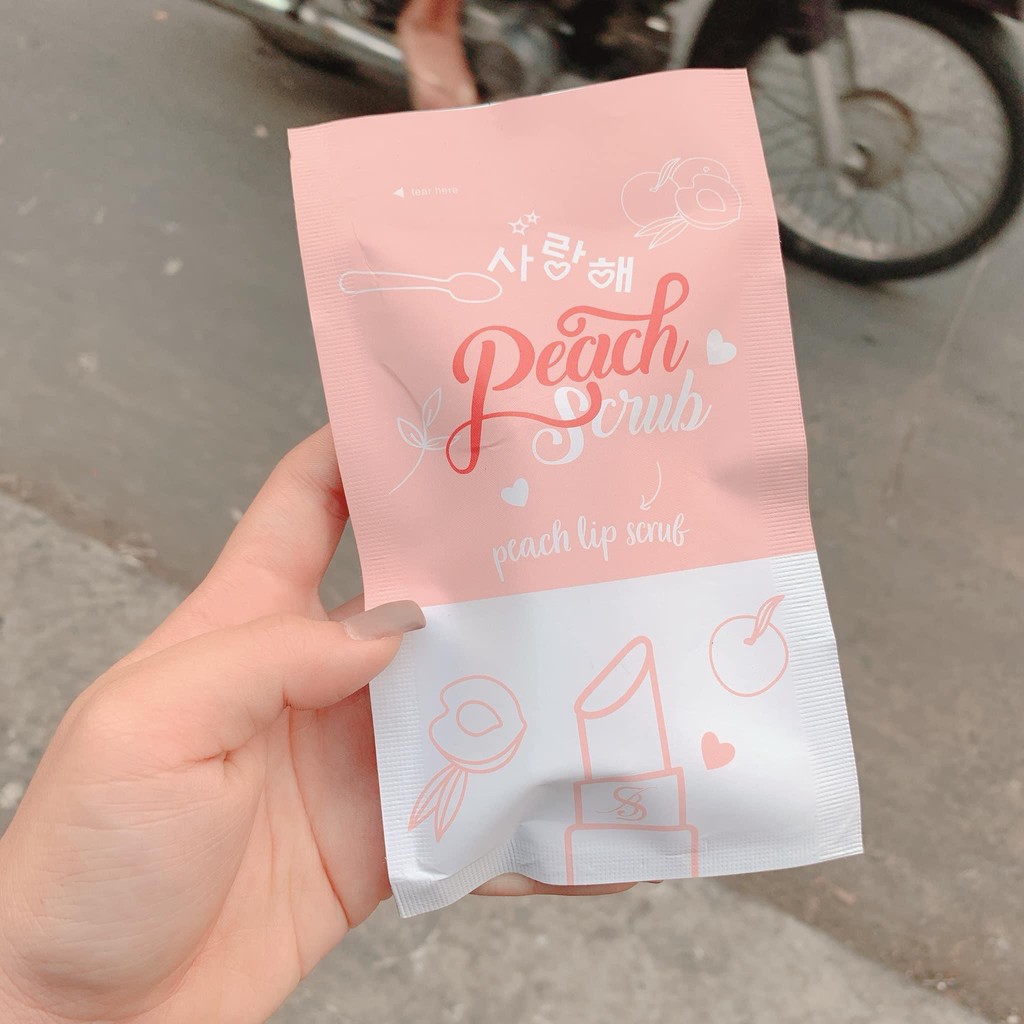 ◀ tear here
사랑해
Peach
Scrub
peach lip scrub